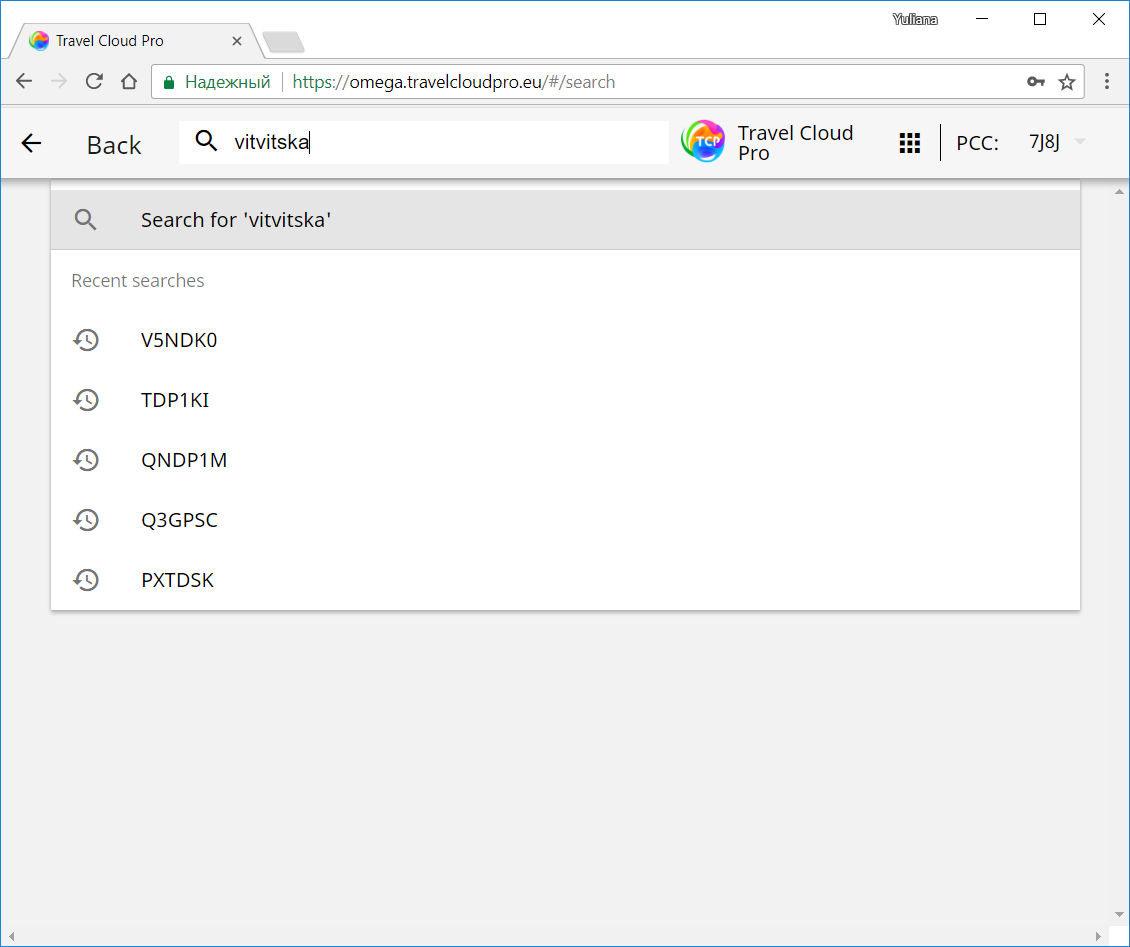 Yuliana
Travel Cloud Pro
Надежный https://omega.travelcloudpro.eu/#/search
Back vitvitska TCP Travel Cloud Pro PCC: 7J8J
Search for 'vitvitska'
Recent searches
V5NDK0
TDP1KI
QNDP1M
Q3GPSC
PXTDSK